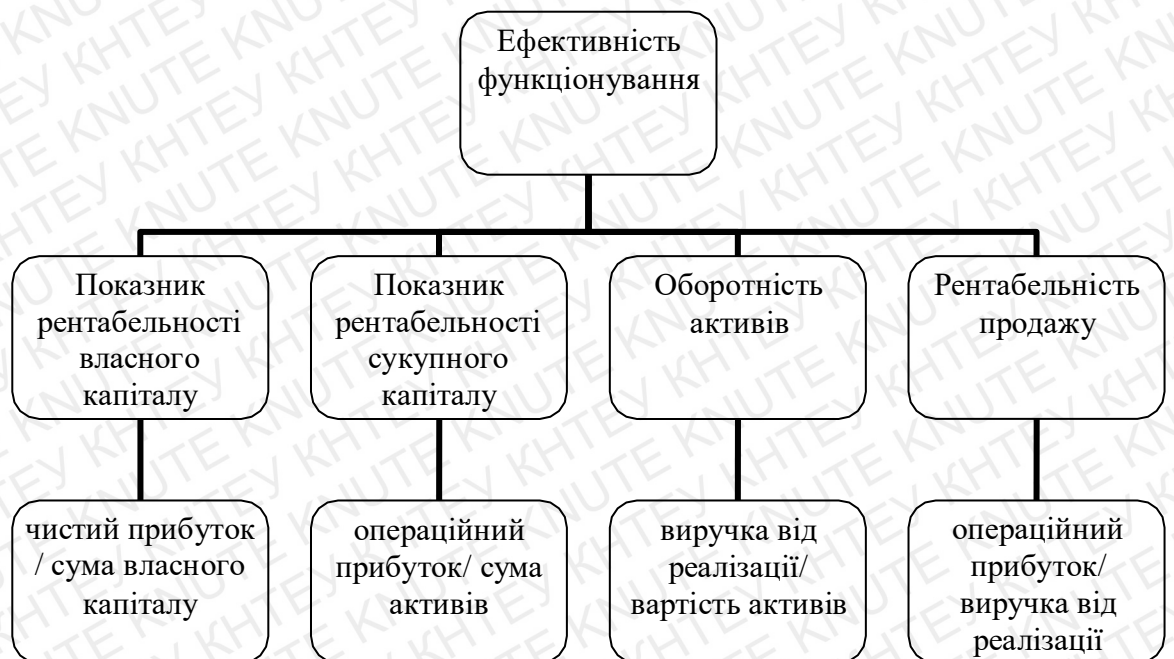 Ефективність
функціонування
Показник
рентабельності
власного
капіталу
Показник
рентабельності
сукупного
капіталу
Оборотність
активів
Рентабельність
продажу
чистий прибуток
/ сума власного
капіталу
операційний
прибуток/ сума
активів
виручка від
реалізації/
вартість активів
операційний
прибуток/
виручка від
реалізації